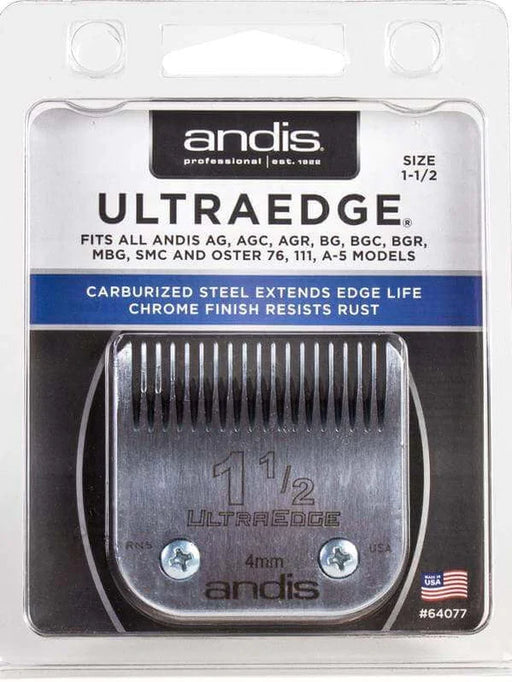 andis®
professional | est. 1922
SIZE
1-1/2
ULTRAEDGE®
FITS ALL ANDIS AG, AGC, AGR, BG, BGC, BGR,
MBG, SMC AND OSTER 76, 111, A-5 MODELS
CARBURIZED STEEL EXTENDS EDGE LIFE
CHROME FINISH RESISTS RUST
1 1/2
ULTRAEDGE
USA
4mm
andis
MADE IN
USA
#64077